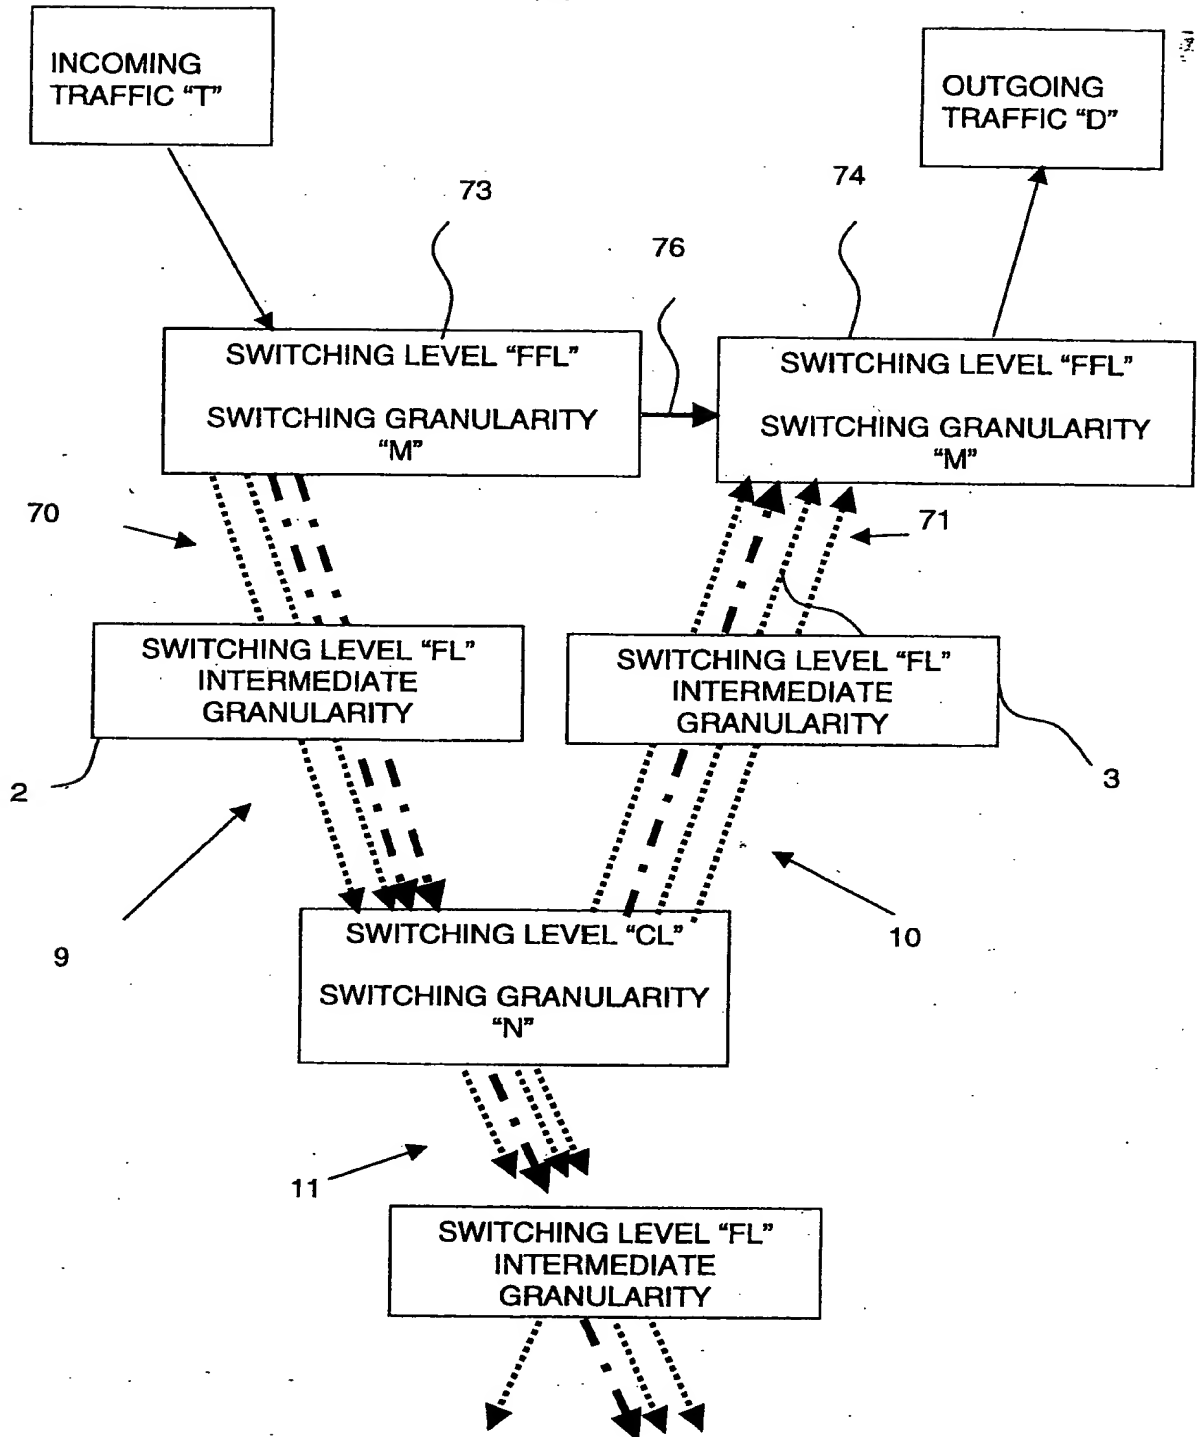 INCOMING
TRAFFIC “T”
OUTGOING
TRAFFIC “D”
73
74
76
SWITCHING LEVEL “FFL”
SWITCHING GRANULARITY
“M”
SWITCHING LEVEL “FFL”
SWITCHING GRANULARITY
“M”
70
71
SWITCHING LEVEL “FL”
INTERMEDIATE
GRANULARITY
SWITCHING LEVEL “FL”
INTERMEDIATE
GRANULARITY
2
3
9
10
SWITCHING LEVEL “CL”
SWITCHING GRANULARITY
“N”
11
SWITCHING LEVEL “FL”
INTERMEDIATE
GRANULARITY